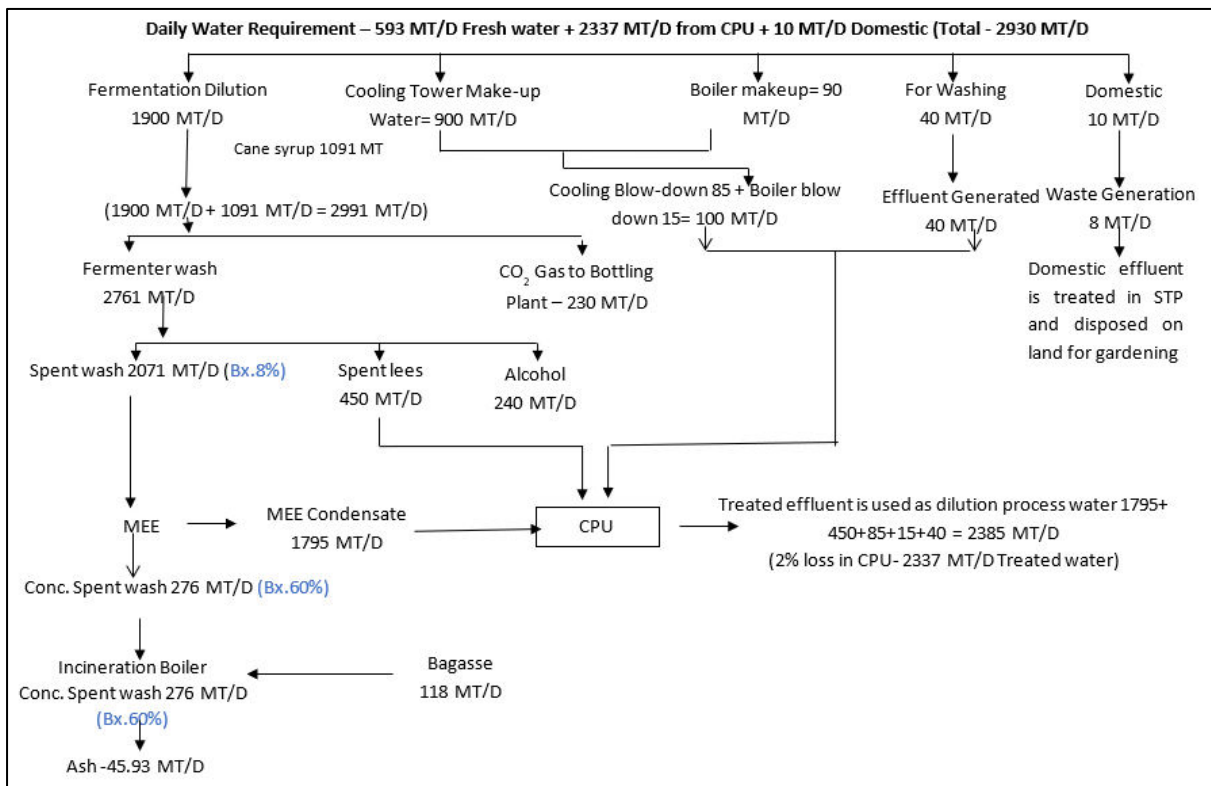 Daily Water Requirement – 593 MT/D Fresh water + 2337 MT/D from CPU + 10 MT/D Domestic (Total - 2930 MT/D
Fermentation Dilution
1900 MT/D
Cooling Tower Make-up
Water= 900 MT/D
Boiler makeup= 90
MT/D
For Washing
40 MT/D
Domestic
10 MT/D
Cane syrup 1091 MT
(1900 MT/D + 1091 MT/D = 2991 MT/D)
Cooling Blow-down 85 + Boiler blow
down 15= 100 MT/D
Effluent Generated
40 MT/D
Waste Generation
8 MT/D
Fermenter wash
2761 MT/D
CO2 Gas to Bottling
Plant – 230 MT/D
Domestic effluent
is treated in STP
and disposed on
land for gardening
Spent wash 2071 MT/D (Bx.8%)
Spent lees
450 MT/D
Alcohol
240 MT/D
MEE
MEE Condensate
1795 MT/D
CPU
Treated effluent is used as dilution process water 1795+
450+85+15+40 = 2385 MT/D
(2% loss in CPU- 2337 MT/D Treated water)
Conc. Spent wash 276 MT/D (Bx.60%)
Incineration Boiler
Conc. Spent wash 276 MT/D
(Bx.60%)
Bagasse
118 MT/D
Ash -45.93 MT/D